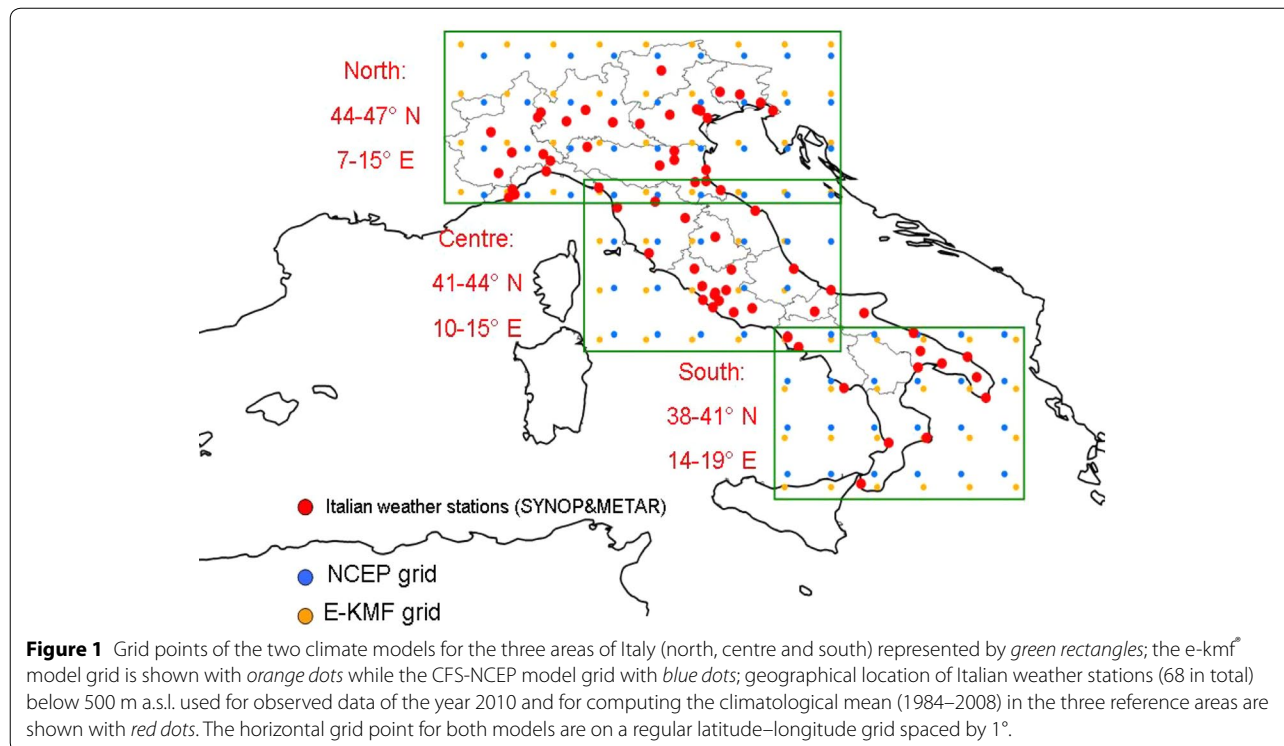 North:
44-47° N
7-15° E
Centre:
41-44° N
10-15° E
South:
38-41° N
14-19° E
Italian weather stations (SYNOP&METAR)
NCEP grid
E-KMF grid
Figure 1 Grid points of the two climate models for the three areas of Italy (north, centre and south) represented by green rectangles; the e-kmf®
model grid is shown with orange dots while the CFS-NCEP model grid with blue dots; geographical location of Italian weather stations (68 in total)
below 500 m a.s.l. used for observed data of the year 2010 and for computing the climatological mean (1984–2008) in the three reference areas are
shown with red dots. The horizontal grid point for both models are on a regular latitude–longitude grid spaced by 1°.